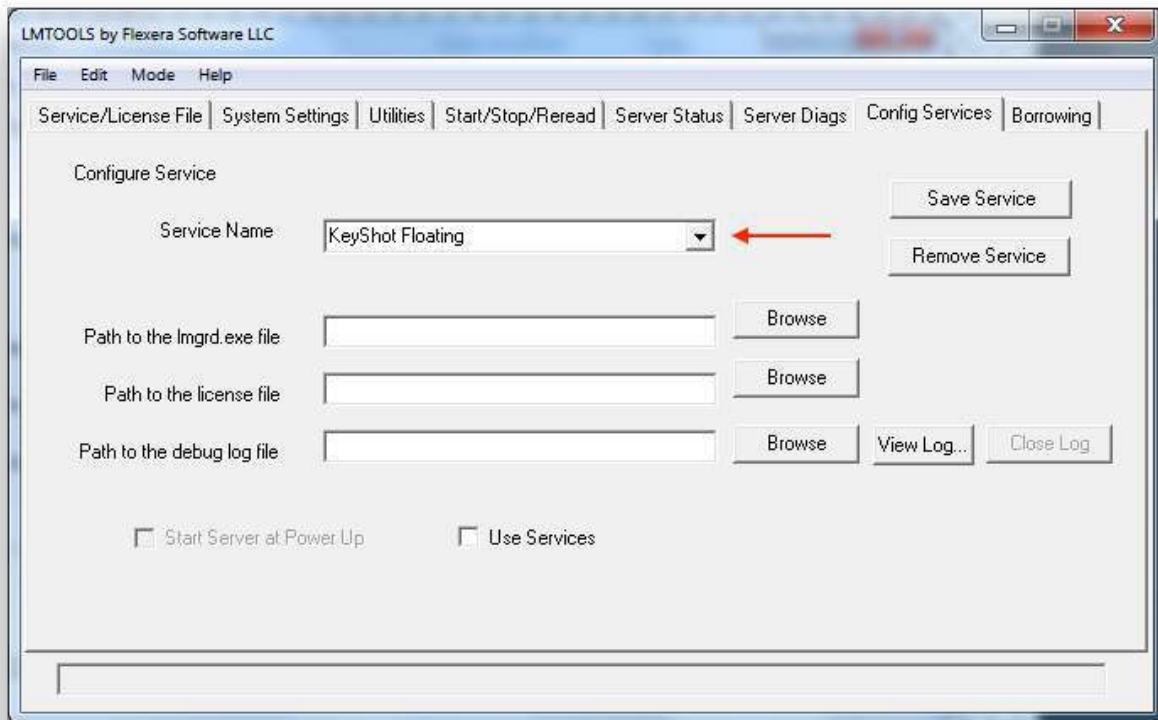 LMTOOLS by Flexera Software LLC
File Edit Mode Help
Service/License File System Settings Utilities Start/Stop/Reread Server Status Server Diags Config Services Borrowing
Configure Service
Save Service
Service Name KeyShot Floating
Remove Service
Path to the lmgrd.exe file Browse
Path to the license file Browse
Path to the debug log file Browse View Log... Close Log
Start Server at Power Up Use Services